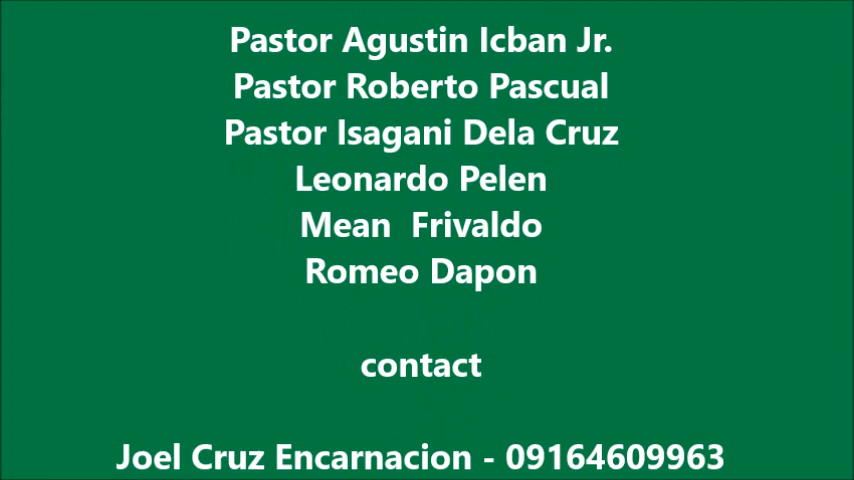 Pastor Agustin Icban Jr.
Pastor Roberto Pascual
Pastor Isagani Dela Cruz
Leonardo Pelen
Mean  Frivaldo
Romeo Dapon
contact
Joel Cruz Encarnacion - 09164609963